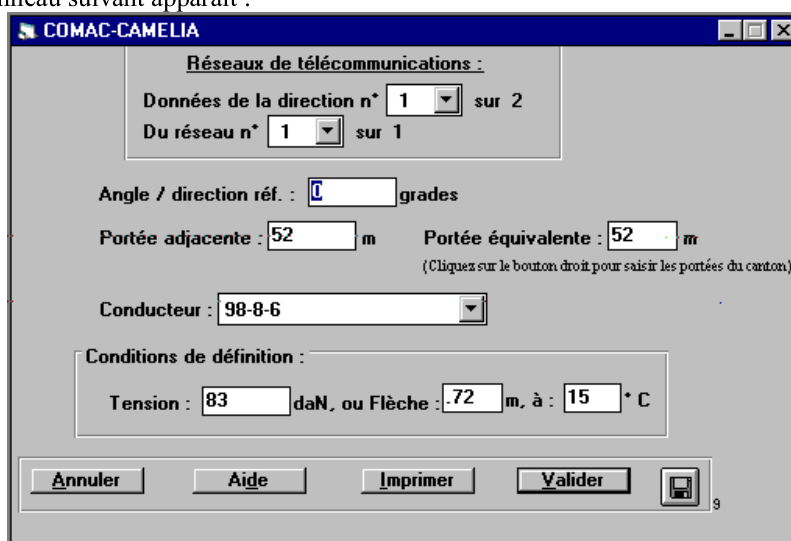 nneau suivant apparaît :
COMAC-CAMELIA
Réseaux de télécommunications :
Données de la direction n° 1 sur 2
Du réseau n° 1 sur 1
Angle / direction réf. : 0 grades
Portée adjacente : 52 m Portée équivalente : 52 m
(Cliquez sur le bouton droit pour saisir les portées du canton)
Conducteur : 98-8-6
Conditions de définition :
Tension : 83 daN, ou Flèche : .72 m, à : 15 ° C
Annuler Aide Imprimer Valider 9